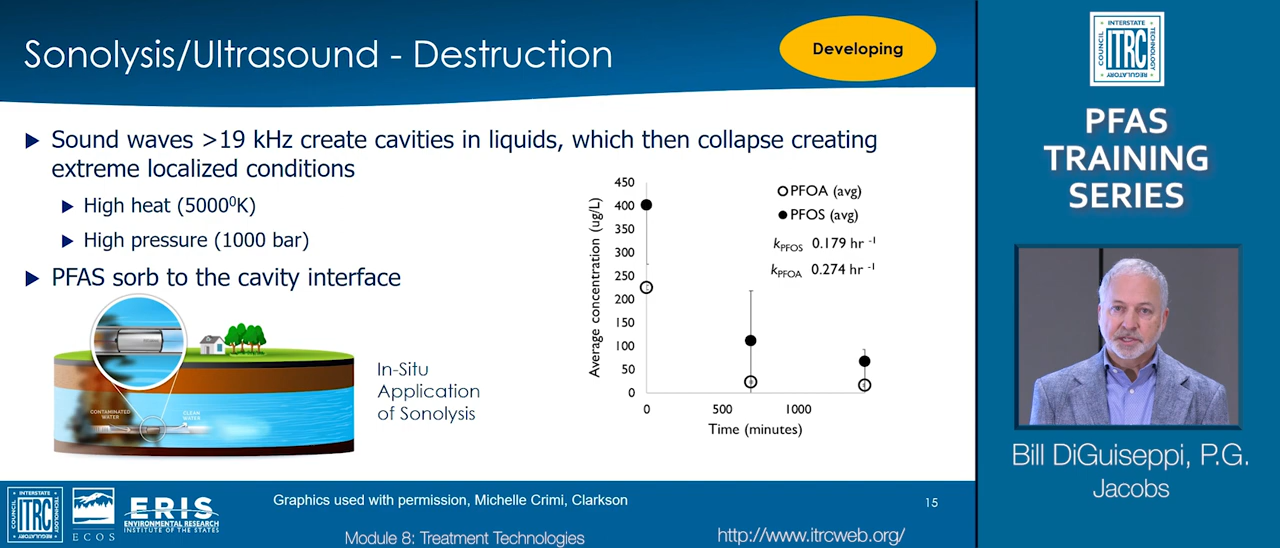 Sonolysis/Ultrasound - Destruction
Developing
Sound waves >19 kHz create cavities in liquids, which then collapse creating
extreme localized conditions
High heat (5000⁰K)
High pressure (1000 bar)
PFAS sorb to the cavity interface
CONTAMINATED
WATER
CLEAN
WATER
In-Situ
Application
of Sonolysis
Average concentration (ug/L)
450
400
350
300
250
200
150
100
50
0
0
500
1000
Time (minutes)
PFOA (avg)
PFOS (avg)
kPFOS 0.179 hr -1
kPFOA 0.274 hr -1
INTERSTATE
COUNCIL
ITRC
TECHNOLOGY
REGULATORY
ECOS
ERIS
ENVIRONMENTAL RESEARCH
INSTITUTE OF THE STATES
Graphics used with permission, Michelle Crimi, Clarkson
15
Module 8: Treatment Technologies
http://www.itrcweb.org/
INTERSTATE
COUNCIL
ITRC
TECHNOLOGY
REGULATORY
PFAS
TRAINING
SERIES
Bill DiGuiseppi, P.G.
Jacobs